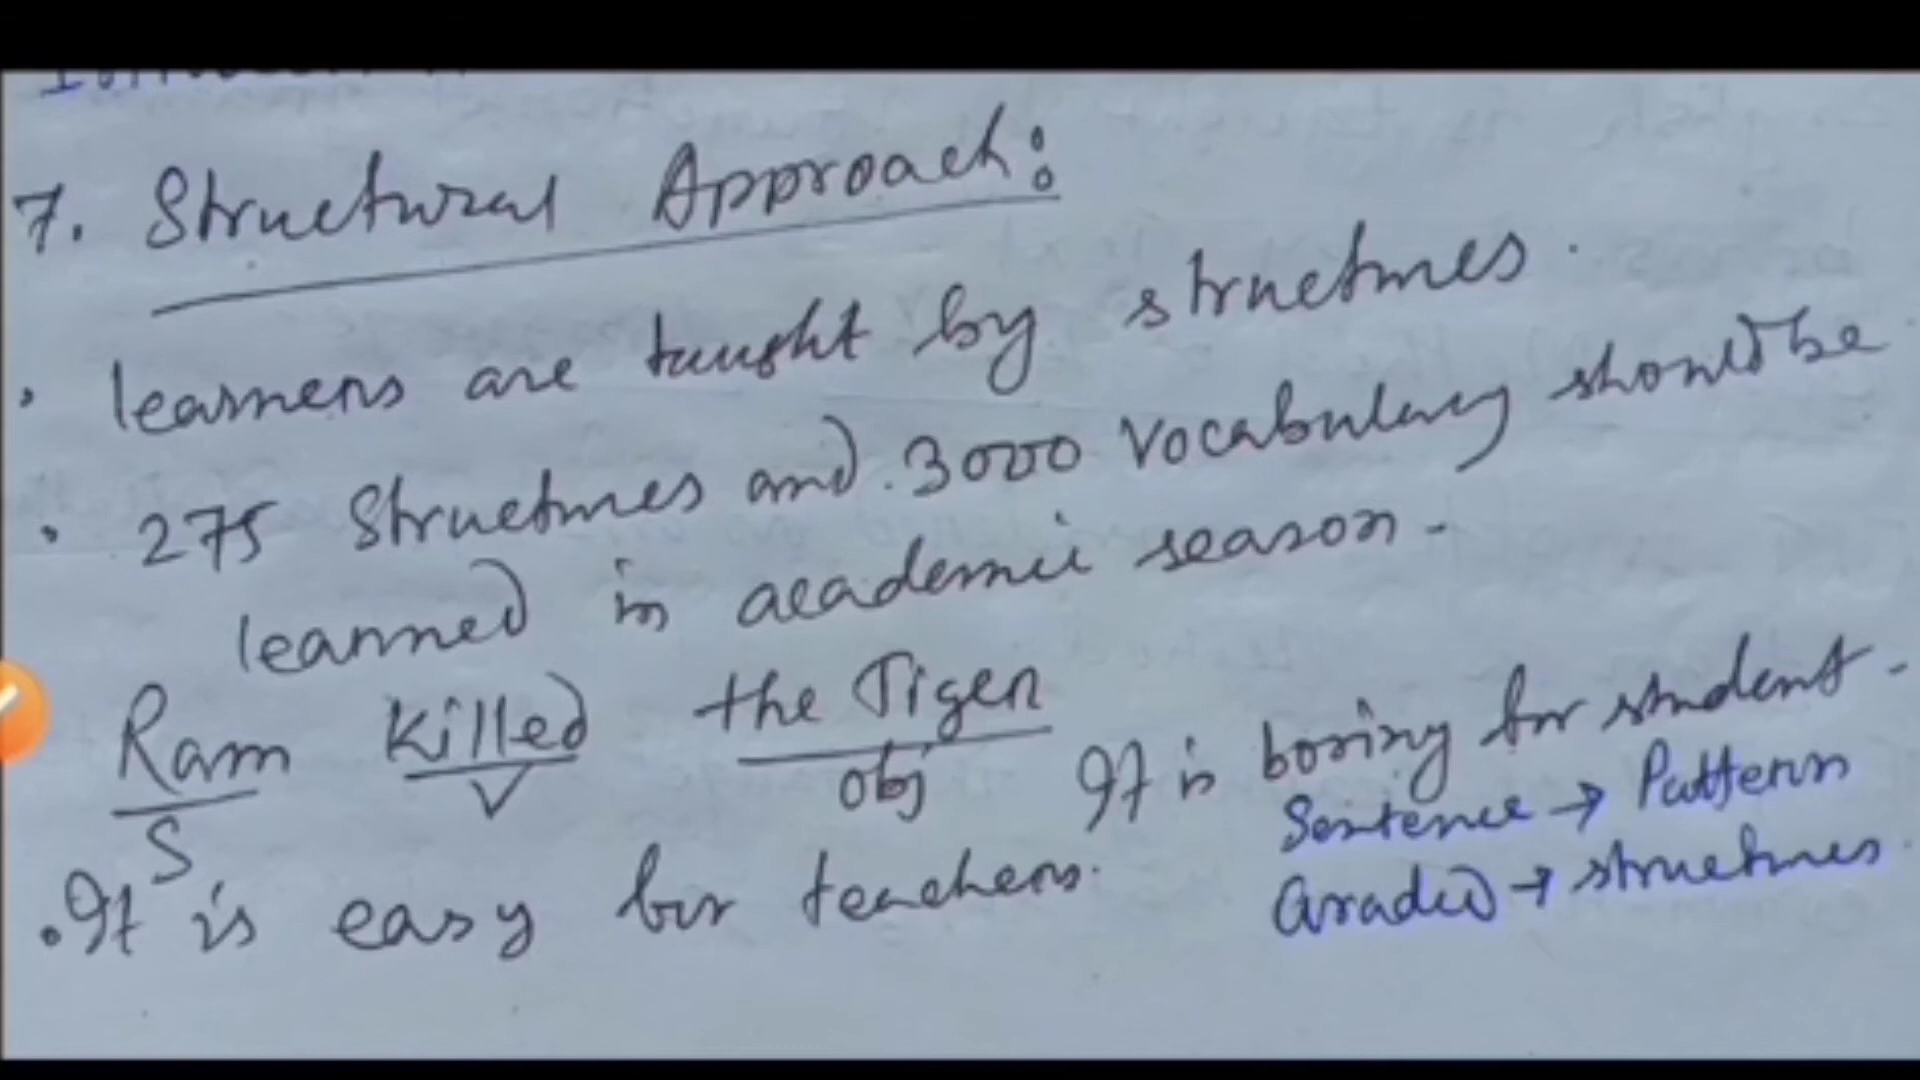 7. Structural Approach:
• learners are taught by structures.
• 275 Structures and 3000 vocabulary should be
learned in academic season.
Ram killed the Tiger
S V obj
It is boring for student.
Sentence → Pattern
Graded → structures.
• It is easy for teachers.